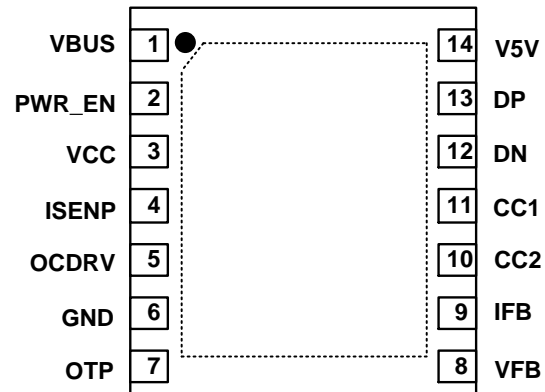 VBUS 1 14 V5V
PWR_EN 2 13 DP
VCC 3 12 DN
ISENP 4 11 CC1
OCDRV 5 10 CC2
GND 6 9 IFB
OTP 7 8 VFB